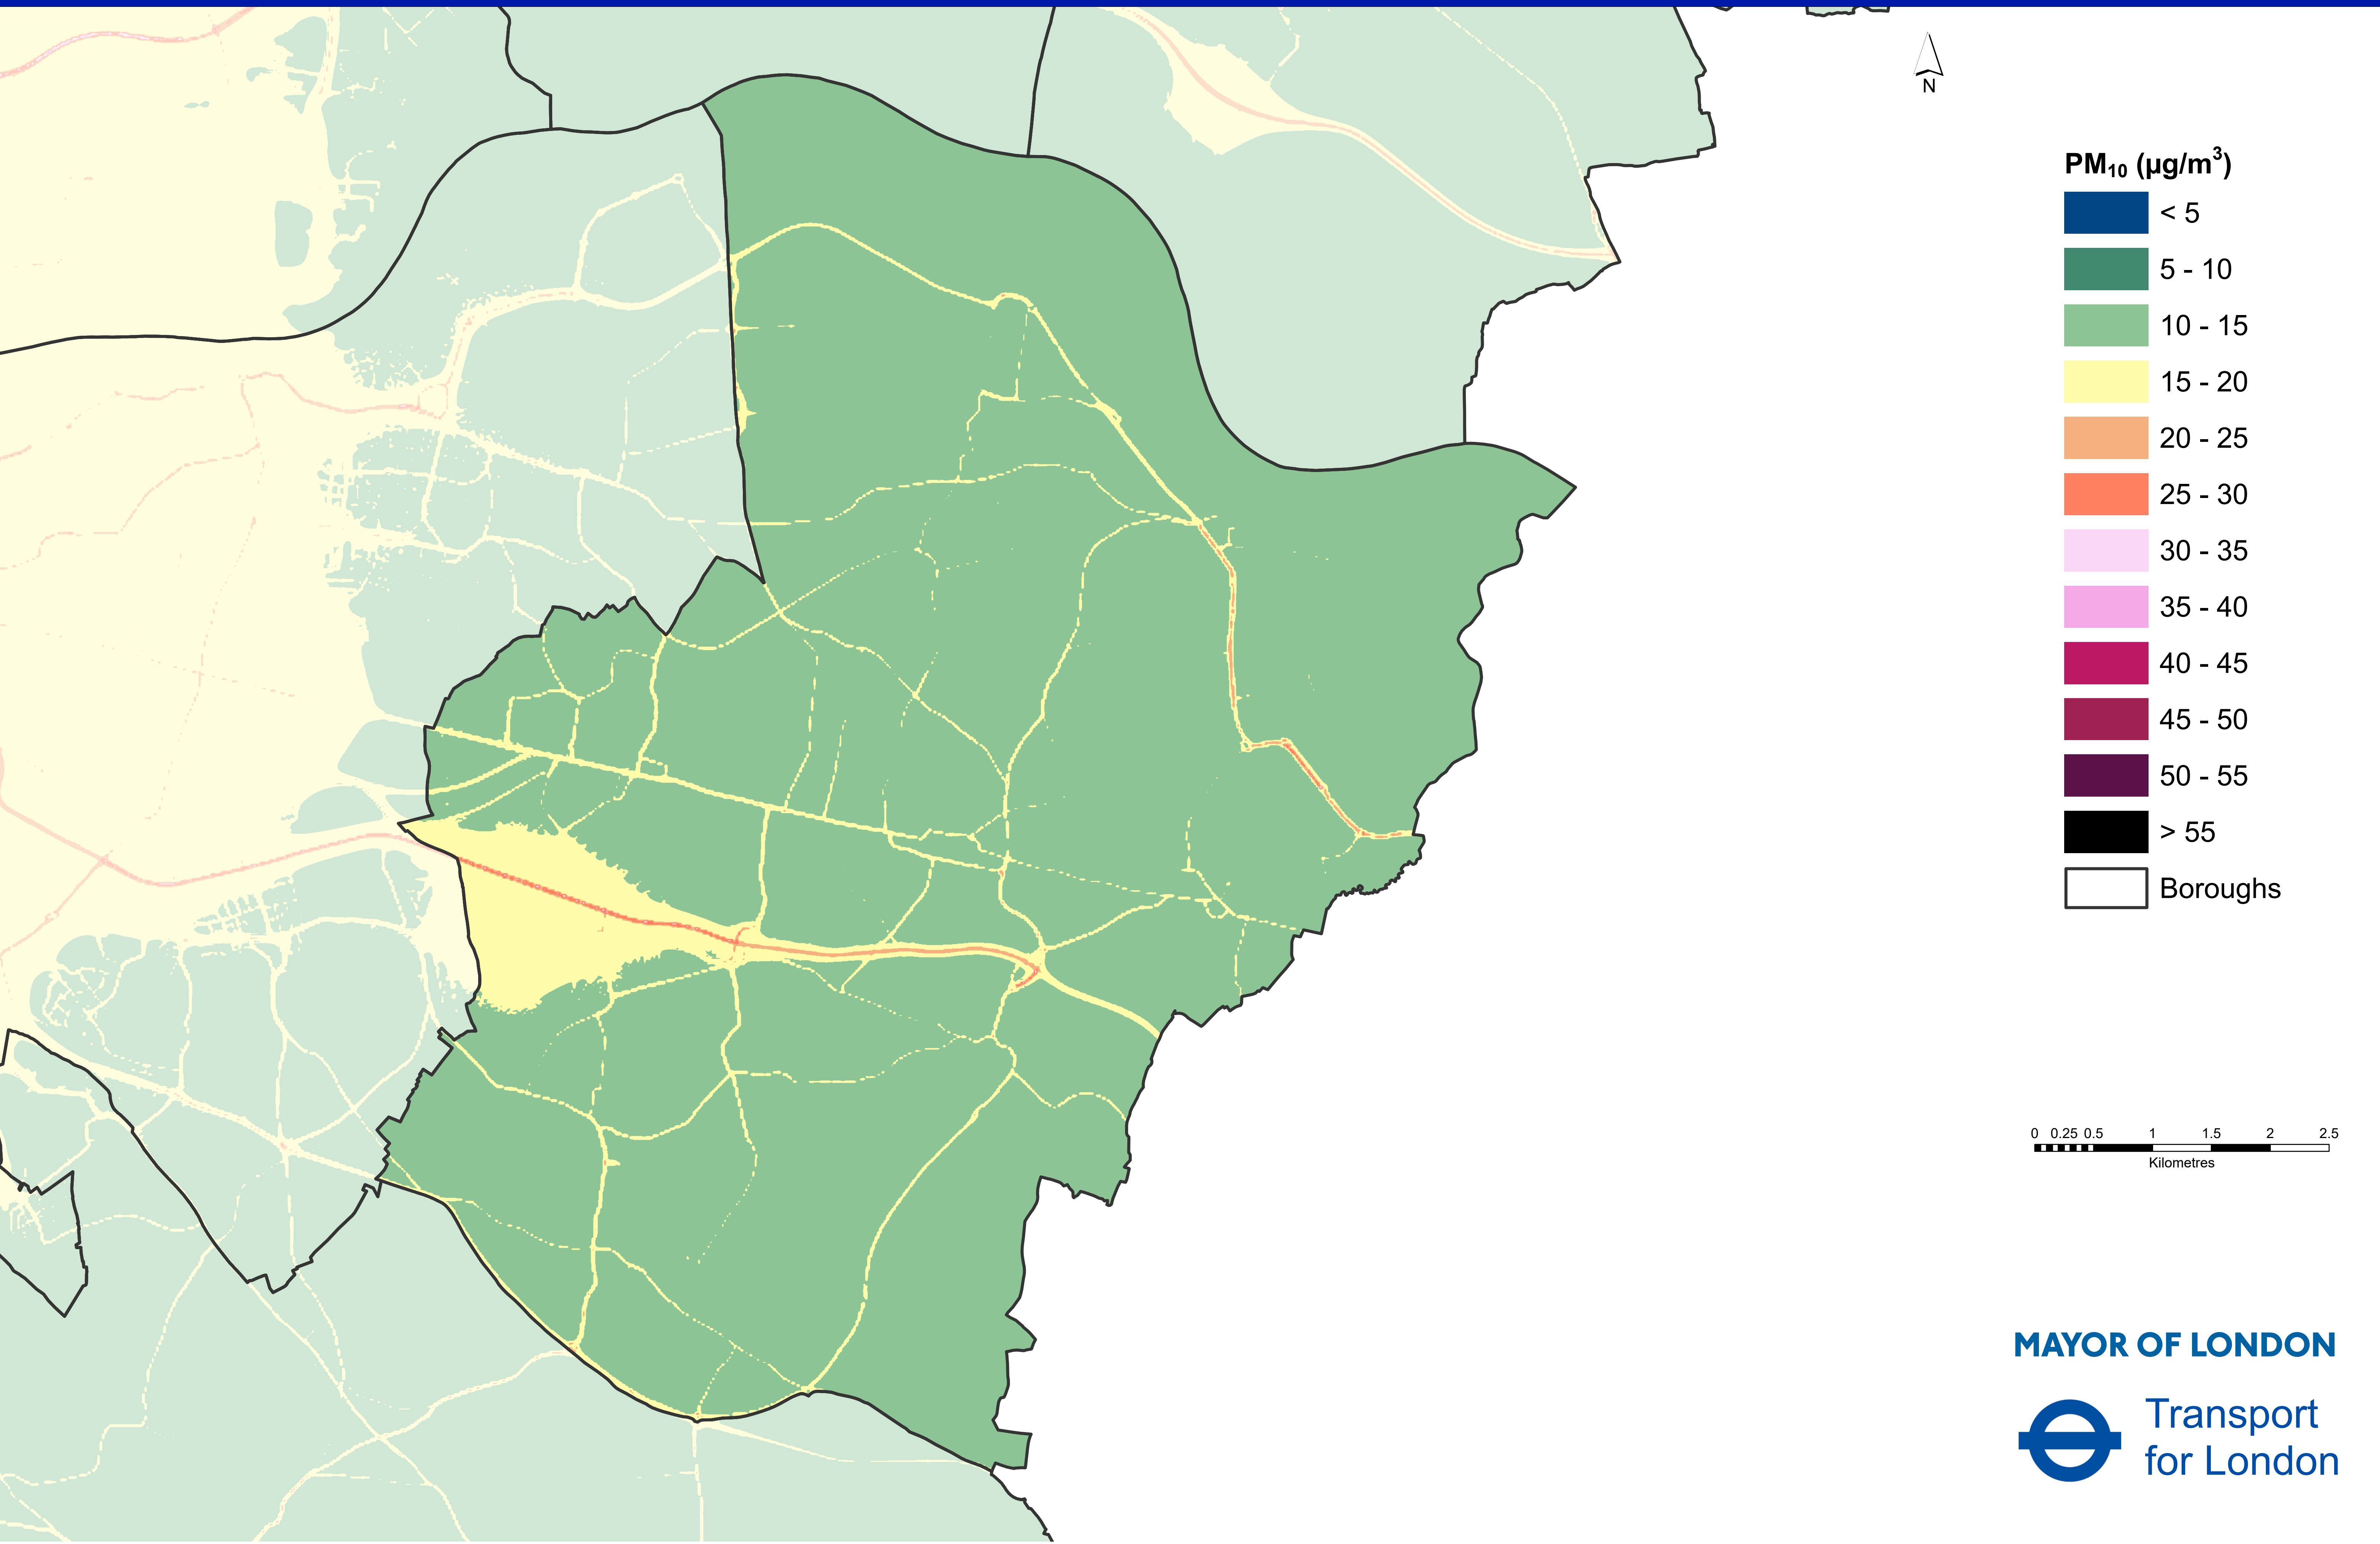 N
PM₁₀ (µg/m³)
< 5
5 - 10
10 - 15
15 - 20
20 - 25
25 - 30
30 - 35
35 - 40
40 - 45
45 - 50
50 - 55
> 55
Boroughs
0 0.25 0.5 1 1.5 2 2.5
Kilometres
MAYOR OF LONDON
Transport
for London